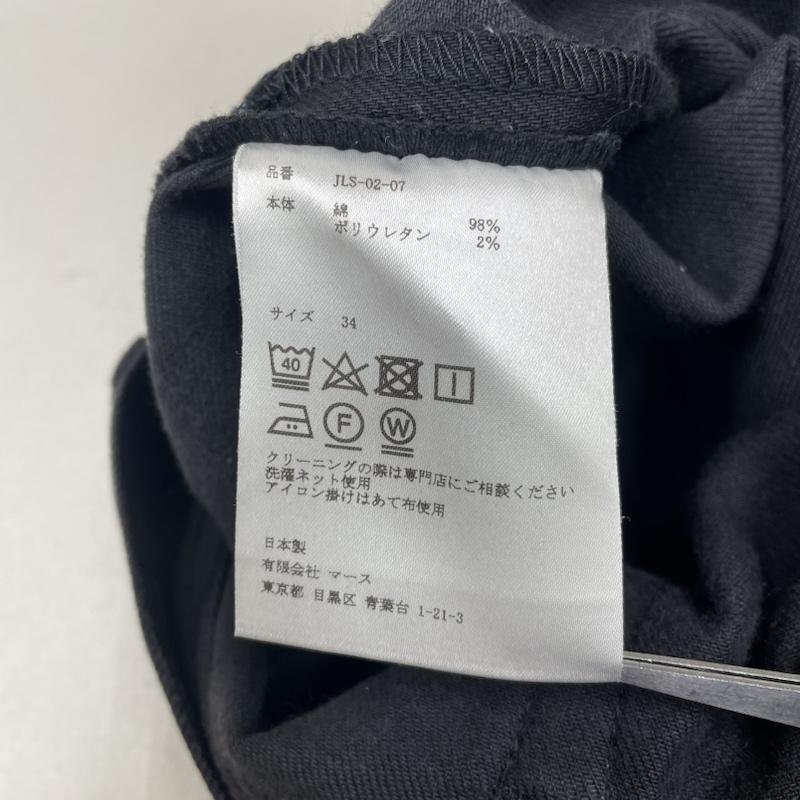 品番 JLS-02-07
本体 綿 98%
ポリウレタン 2%
サイズ 34
40
F W
クリーニングの際は専門店にご相談ください
洗濯ネット使用
アイロン掛けはあて布使用
日本製
有限会社 マース
東京都 目黒区 青葉台 1-21-3